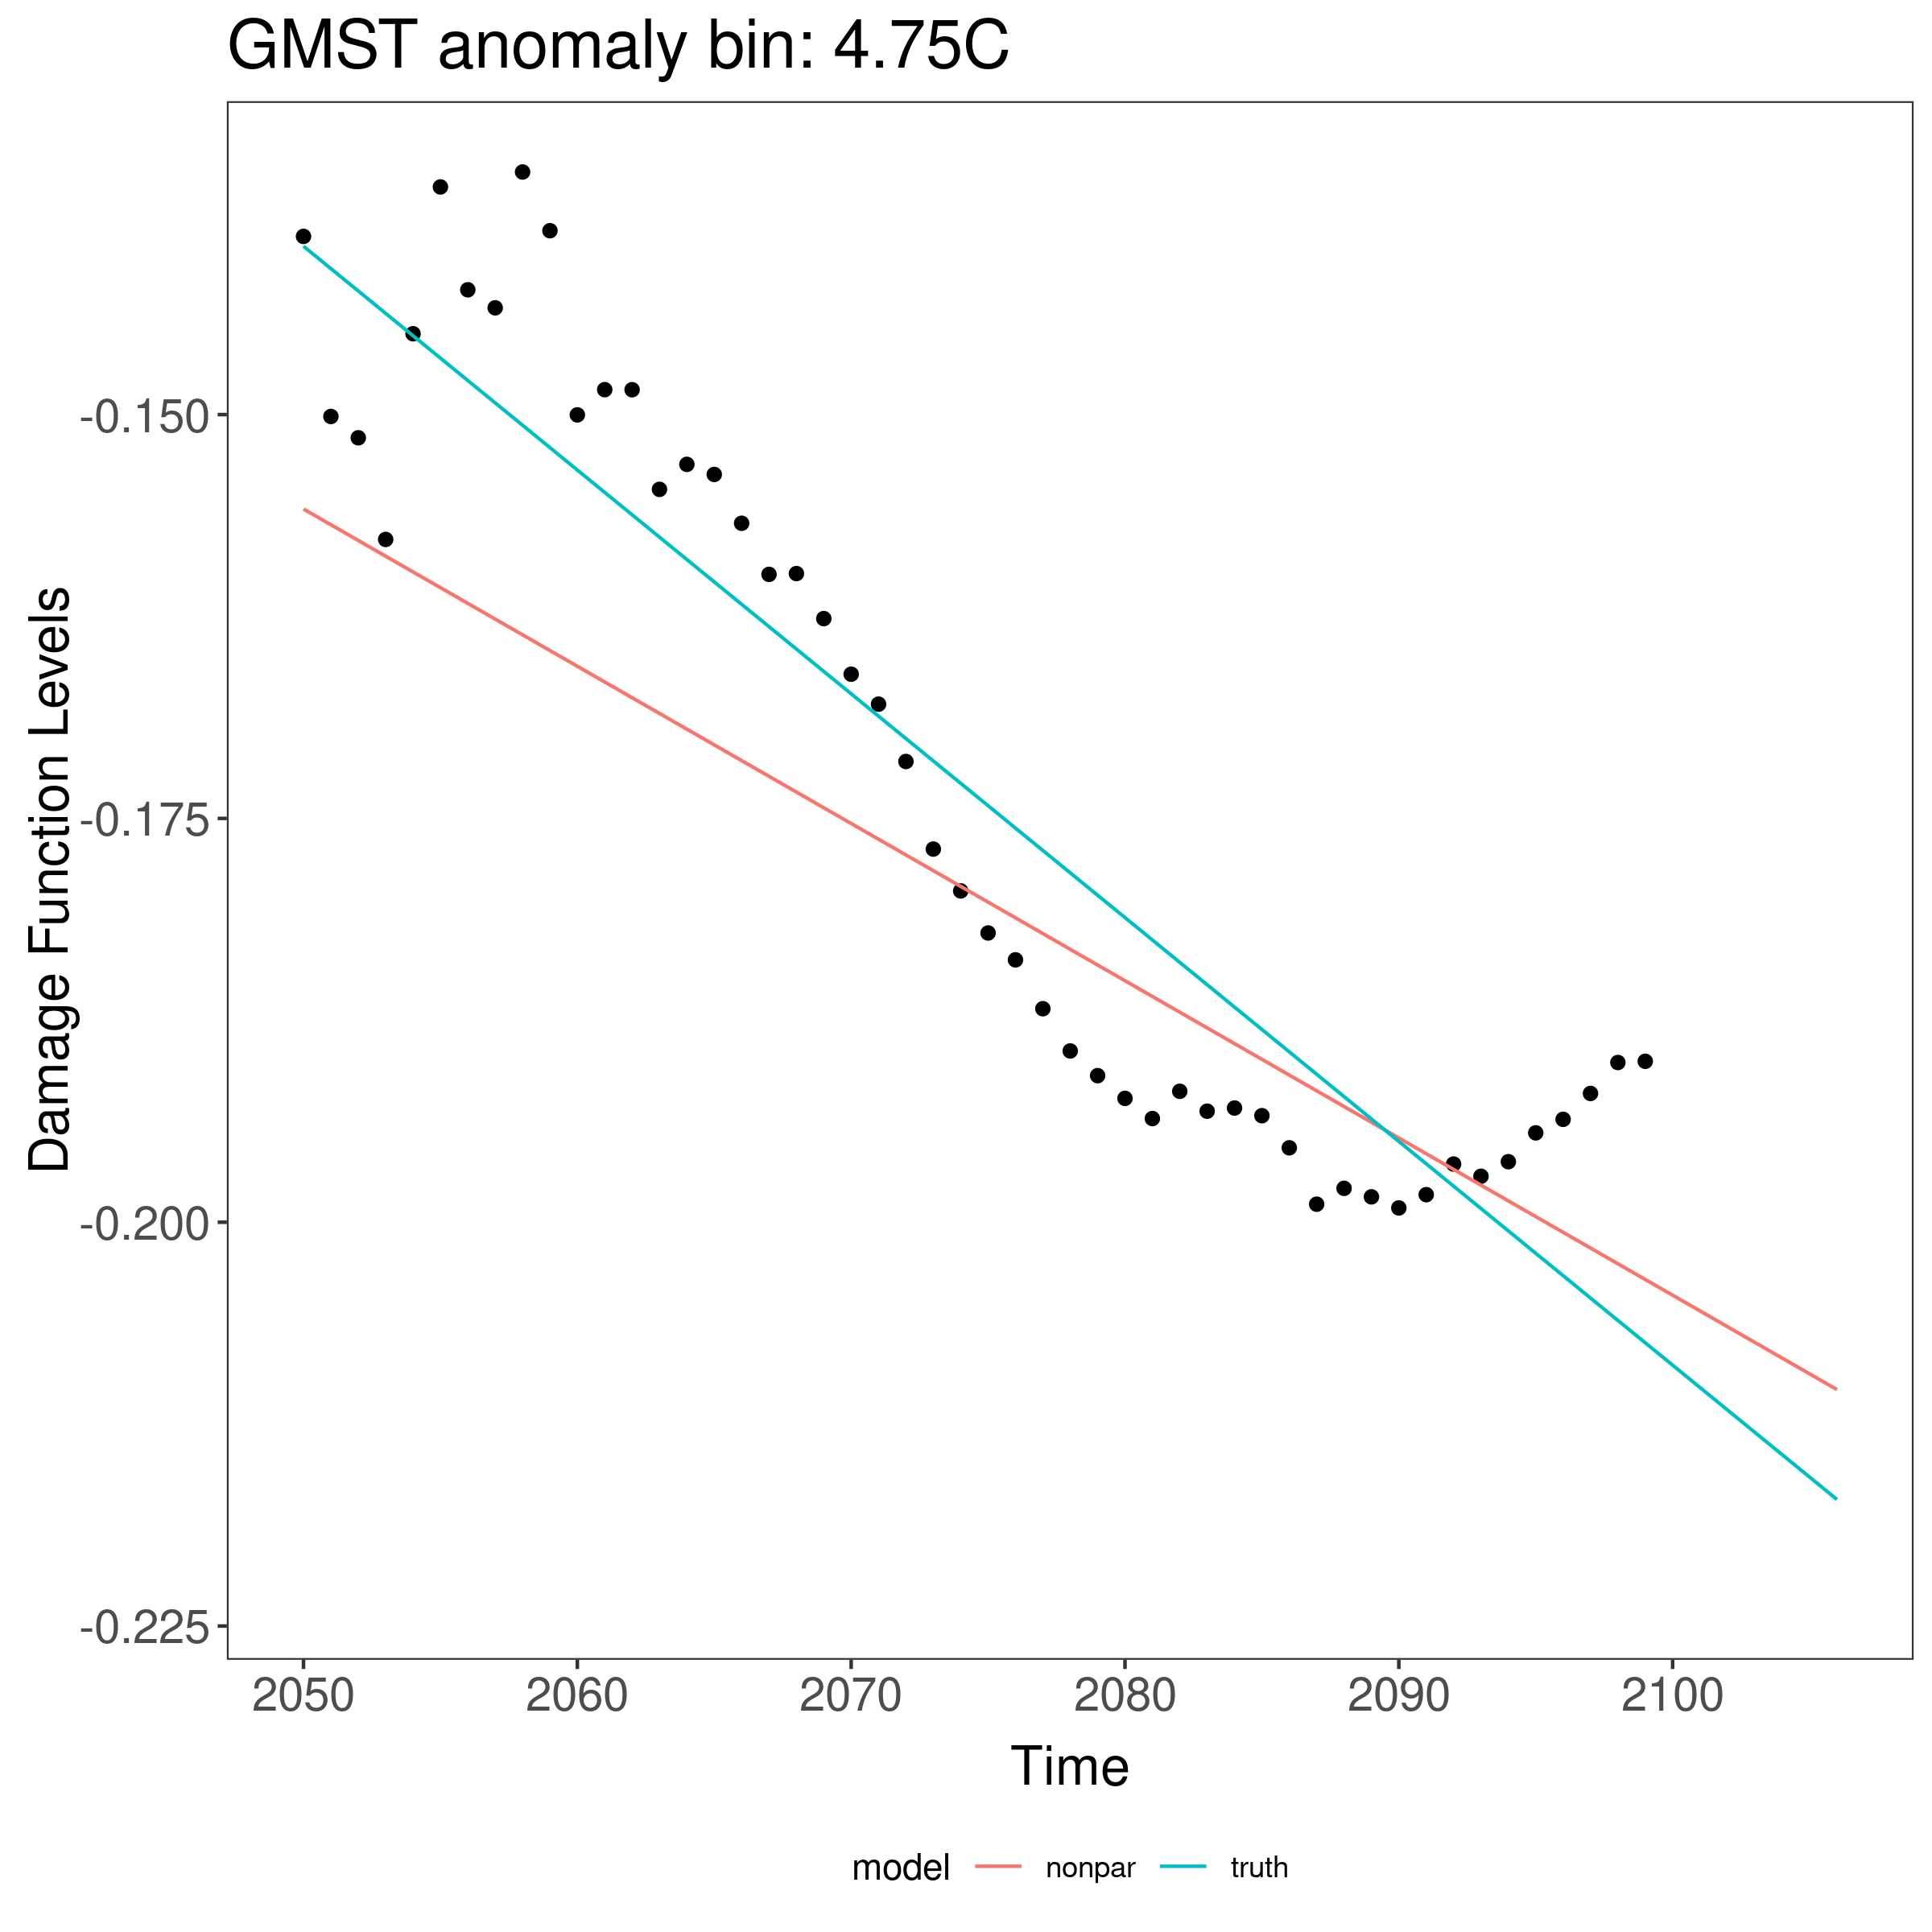 GMST anomaly bin: 4.75C
Damage Function Levels
-0.150
-0.175
-0.200
-0.225
2050 2060 2070 2080 2090 2100
Time
model nonpar truth